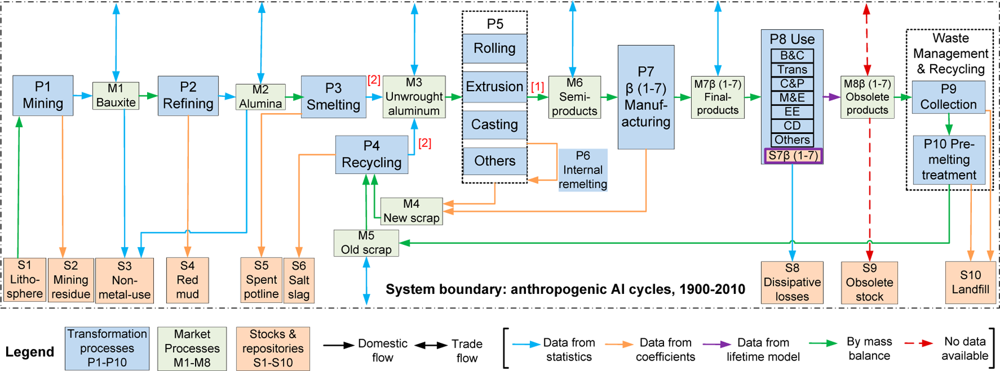 P1
Mining
M1
Bauxite
P2
Refining
M2
Alumina
P3
Smelting
[2]
M3
Unwrought
aluminum
P4
Recycling
[2]
P5
Rolling
Extrusion
Casting
Others
[1]
P6
Internal
remelting
M4
New scrap
M5
Old scrap
M6
Semi-
products
P7
β (1-7)
Manuf-
acturing
M7β (1-7)
Final-
products
P8 Use
B&C
Trans
C&P
M&E
EE
CD
Others
S7β (1-7)
M8β (1-7)
Obsolete
products
Waste
Management
& Recycling
P9
Collection
P10 Pre-
melting
treatment
S1
Litho-
sphere
S2
Mining
residue
S3
Non-
metal-use
S4
Red
mud
S5
Spent
potline
S6
Salt
slag
System boundary: anthropogenic Al cycles, 1900-2010
S8
Dissipative
losses
S9
Obsolete
stock
S10
Landfill
Legend
Transformation
processes
P1-P10
Market
Processes
M1-M8
Stocks &
repositories
S1-S10
Domestic
flow
Trade
flow
Data from
statistics
Data from
coefficients
Data from
lifetime model
By mass
balance
No data
available